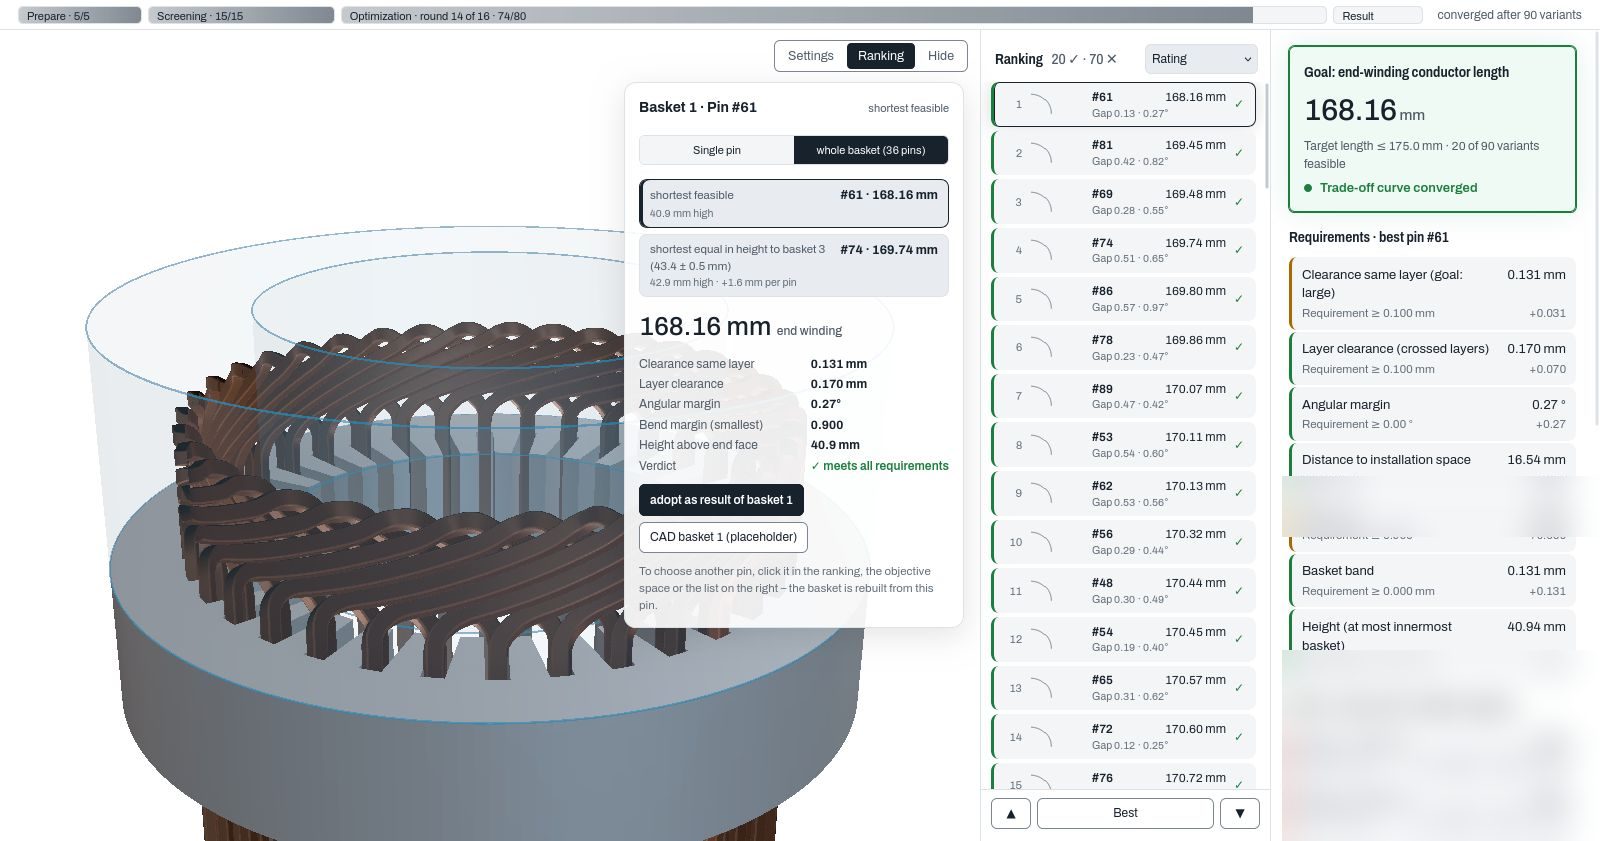 Prepare · 5/5
Screening · 15/15
Optimization · round 14 of 16 · 74/80
Result
converged after 90 variants
Settings
Ranking
Hide
Basket 1 · Pin #61
shortest feasible
Single pin
whole basket (36 pins)
shortest feasible
#61 · 168.16 mm
40.9 mm high
shortest equal in height to basket 3 (43.4 ± 0.5 mm)
#74 · 169.74 mm
42.9 mm high · +1.6 mm per pin
168.16 mm end winding
Clearance same layer 0.131 mm
Layer clearance 0.170 mm
Angular margin 0.27°
Bend margin (smallest) 0.900
Height above end face 40.9 mm
Verdict ✓ meets all requirements
adopt as result of basket 1
CAD basket 1 (placeholder)
To choose another pin, click it in the ranking, the objective
space or the list on the right – the basket is rebuilt from this
pin.
Ranking 20 ✓ · 70 ✕
Rating
1 #61 168.16 mm ✓
Gap 0.13 · 0.27°
2 #81 169.45 mm ✓
Gap 0.42 · 0.82°
3 #69 169.48 mm ✓
Gap 0.28 · 0.55°
4 #74 169.74 mm ✓
Gap 0.51 · 0.65°
5 #86 169.80 mm ✓
Gap 0.57 · 0.97°
6 #78 169.86 mm ✓
Gap 0.23 · 0.47°
7 #89 170.07 mm ✓
Gap 0.47 · 0.42°
8 #53 170.11 mm ✓
Gap 0.54 · 0.60°
9 #62 170.13 mm ✓
Gap 0.53 · 0.56°
10 #56 170.32 mm ✓
Gap 0.29 · 0.44°
11 #48 170.44 mm ✓
Gap 0.30 · 0.49°
12 #54 170.45 mm ✓
Gap 0.19 · 0.40°
13 #65 170.57 mm ✓
Gap 0.31 · 0.62°
14 #72 170.60 mm ✓
Gap 0.12 · 0.25°
15 #76 170.72 mm ✓
▲
Best
▼
Goal: end-winding conductor length
168.16 mm
Target length ≤ 175.0 mm · 20 of 90 variants
feasible
Trade-off curve converged
Requirements · best pin #61
Clearance same layer (goal: large) 0.131 mm
Requirement ≥ 0.100 mm +0.031
Layer clearance (crossed layers) 0.170 mm
Requirement ≥ 0.100 mm +0.070
Angular margin 0.27 °
Requirement ≥ 0.00 ° +0.27
Distance to installation space 16.54 mm
Basket band 0.131 mm
Requirement ≥ 0.000 mm +0.131
Height (at most innermost basket) 40.94 mm